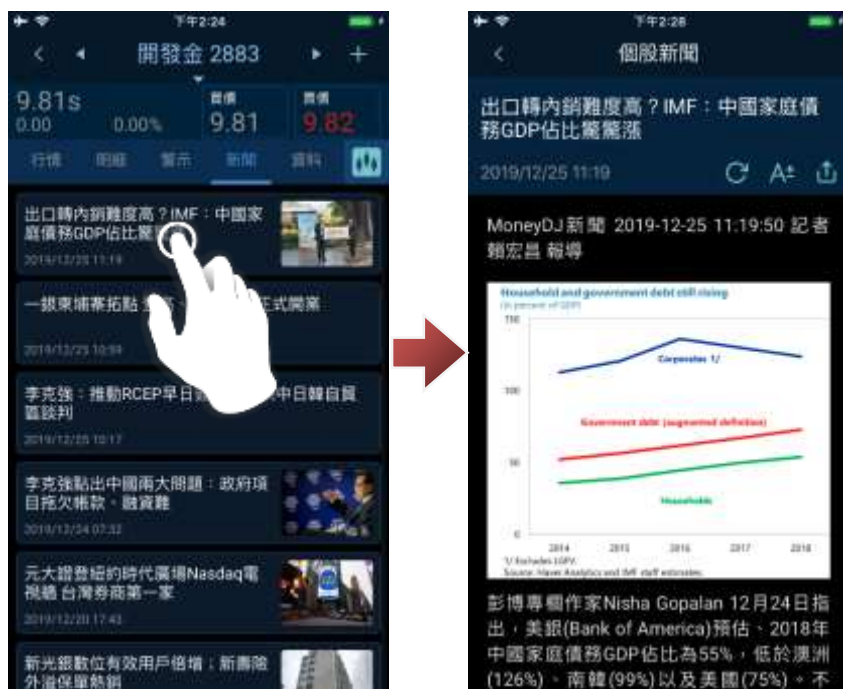 下午2:24
開發金 2883
9.81s
0.00 0.00%
買價
9.81
賣價
9.82
行情 明細 警示 新聞 資料
出口轉內銷難度高？IMF：中國家
庭債務GDP佔比驚
2019/12/25 11:19
一銀柬埔寨拓點 式開業
2019/12/25 10:59
李克強：推動RCEP早日 中日韓自貿
區談判
2019/12/25 10:17
李克強點出中國兩大問題：政府項
目拖欠帳款、融資難
2019/12/24 07:32
元大證登紐約時代廣場Nasdaq電
視牆 台灣券商第一家
2019/12/20 17:43
新光銀數位有效用戶倍增；新壽險
外溢保單熱銷
下午2:28
個股新聞
出口轉內銷難度高？IMF：中國家庭債
務GDP佔比驚驚漲
2019/12/25 11:19
A±
MoneyDJ新聞 2019-12-25 11:19:50 記者
賴宏昌 報導
Household and government debt still rising
(in percent of GDP)
150
Corporates 1/
100
Government debt (augmented definition)
50
Households
0
2014 2015 2016 2017 2018
1/ Excludes LGFV.
Source: Haver Analytics and IMF staff estimates.
彭博專欄作家Nisha Gopalan 12月24日指
出，美銀(Bank of America)預估、2018年
中國家庭債務GDP佔比為55%，低於澳洲
(126%)、南韓(99%)以及美國(75%)。不